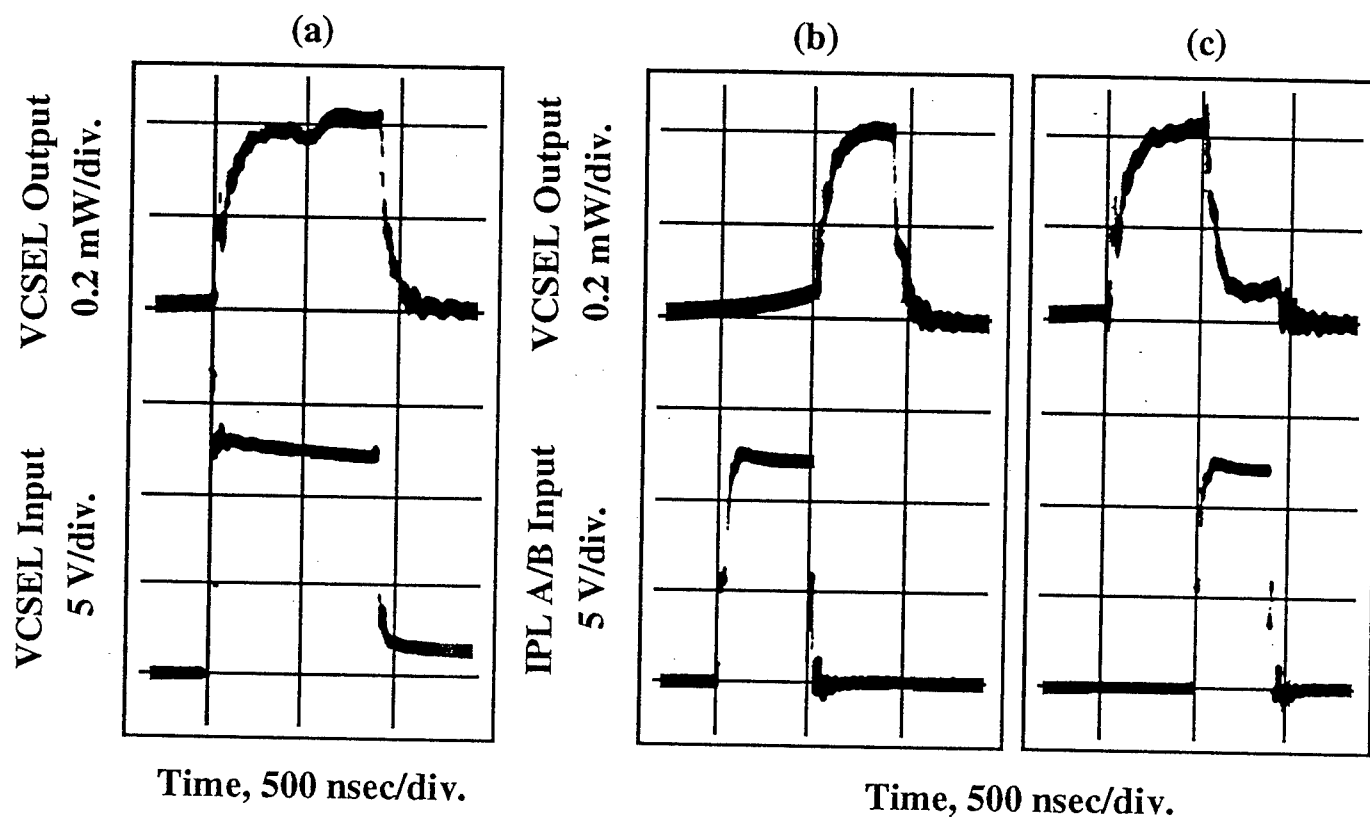 (a)
(b)
(c)
VCSEL Output
0.2 mW/div.
VCSEL Input
5 V/div.
VCSEL Output
0.2 mW/div.
IPL A/B Input
5 V/div.
Time, 500 nsec/div.
Time, 500 nsec/div.